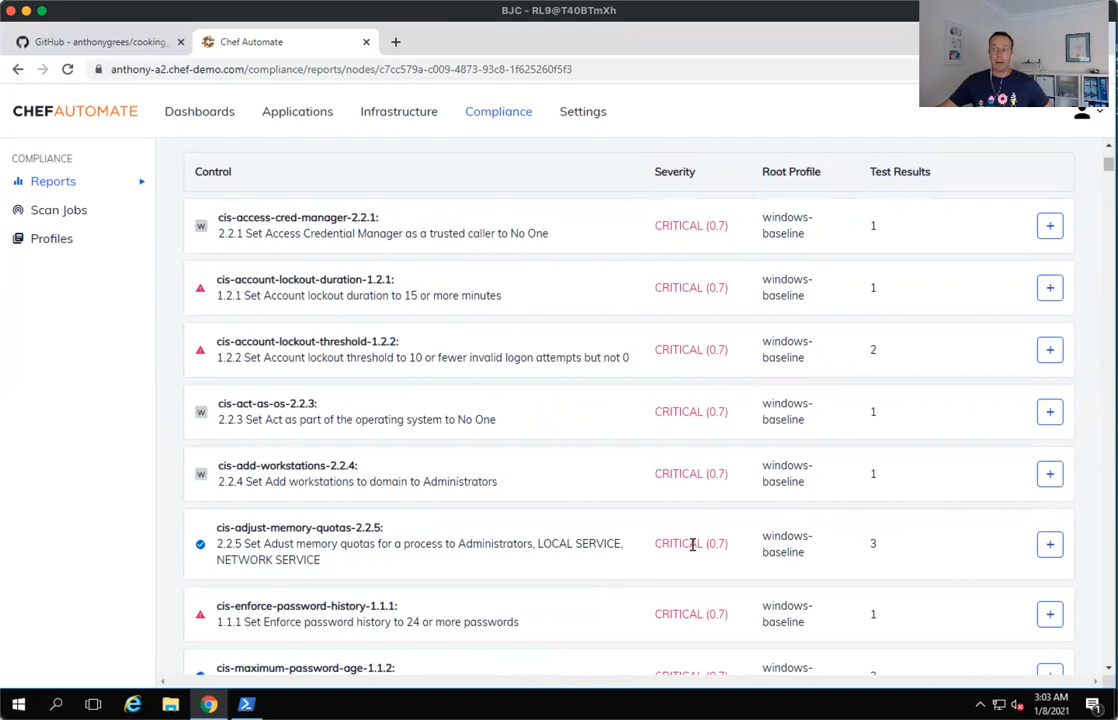 BJC - RL9@T40BTmXh
GitHub - anthonygrees/cooking_
Chef Automate
anthony-a2.chef-demo.com/compliance/reports/nodes/c7cc579a-c009-4873-93c8-1f625260f5f3
CHEFAUTOMATE
Dashboards
Applications
Infrastructure
Compliance
Settings
COMPLIANCE
Reports
Scan Jobs
Profiles
Control
Severity
Root Profile
Test Results
W
cis-access-cred-manager-2.2.1:
2.2.1 Set Access Credential Manager as a trusted caller to No One
CRITICAL (0.7)
windows-
baseline
1
+
cis-account-lockout-duration-1.2.1:
1.2.1 Set Account lockout duration to 15 or more minutes
CRITICAL (0.7)
windows-
baseline
1
+
cis-account-lockout-threshold-1.2.2:
1.2.2 Set Account lockout threshold to 10 or fewer invalid logon attempts but not 0
CRITICAL (0.7)
windows-
baseline
2
+
W
cis-act-as-os-2.2.3:
2.2.3 Set Act as part of the operating system to No One
CRITICAL (0.7)
windows-
baseline
1
+
W
cis-add-workstations-2.2.4:
2.2.4 Set Add workstations to domain to Administrators
CRITICAL (0.7)
windows-
baseline
1
+
cis-adjust-memory-quotas-2.2.5:
2.2.5 Set Adust memory quotas for a process to Administrators, LOCAL SERVICE,
NETWORK SERVICE
CRITICAL (0.7)
windows-
baseline
3
+
cis-enforce-password-history-1.1.1:
1.1.1 Set Enforce password history to 24 or more passwords
CRITICAL (0.7)
windows-
baseline
1
+
cis-maximum-password-age-1.1.2:
CRITICAL (0.7)
windows-
3:03 AM
1/8/2021
1